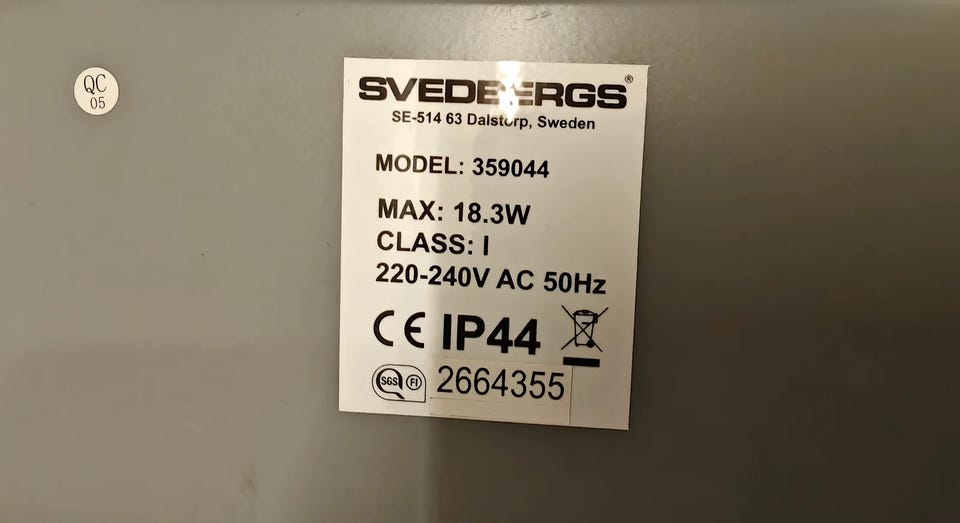 QC
05
SVEDBERGS®
SE-514 63 Dalstorp, Sweden
MODEL: 359044
MAX: 18.3W
CLASS: I
220-240V AC 50Hz
CE IP44
SGS FI 2664355